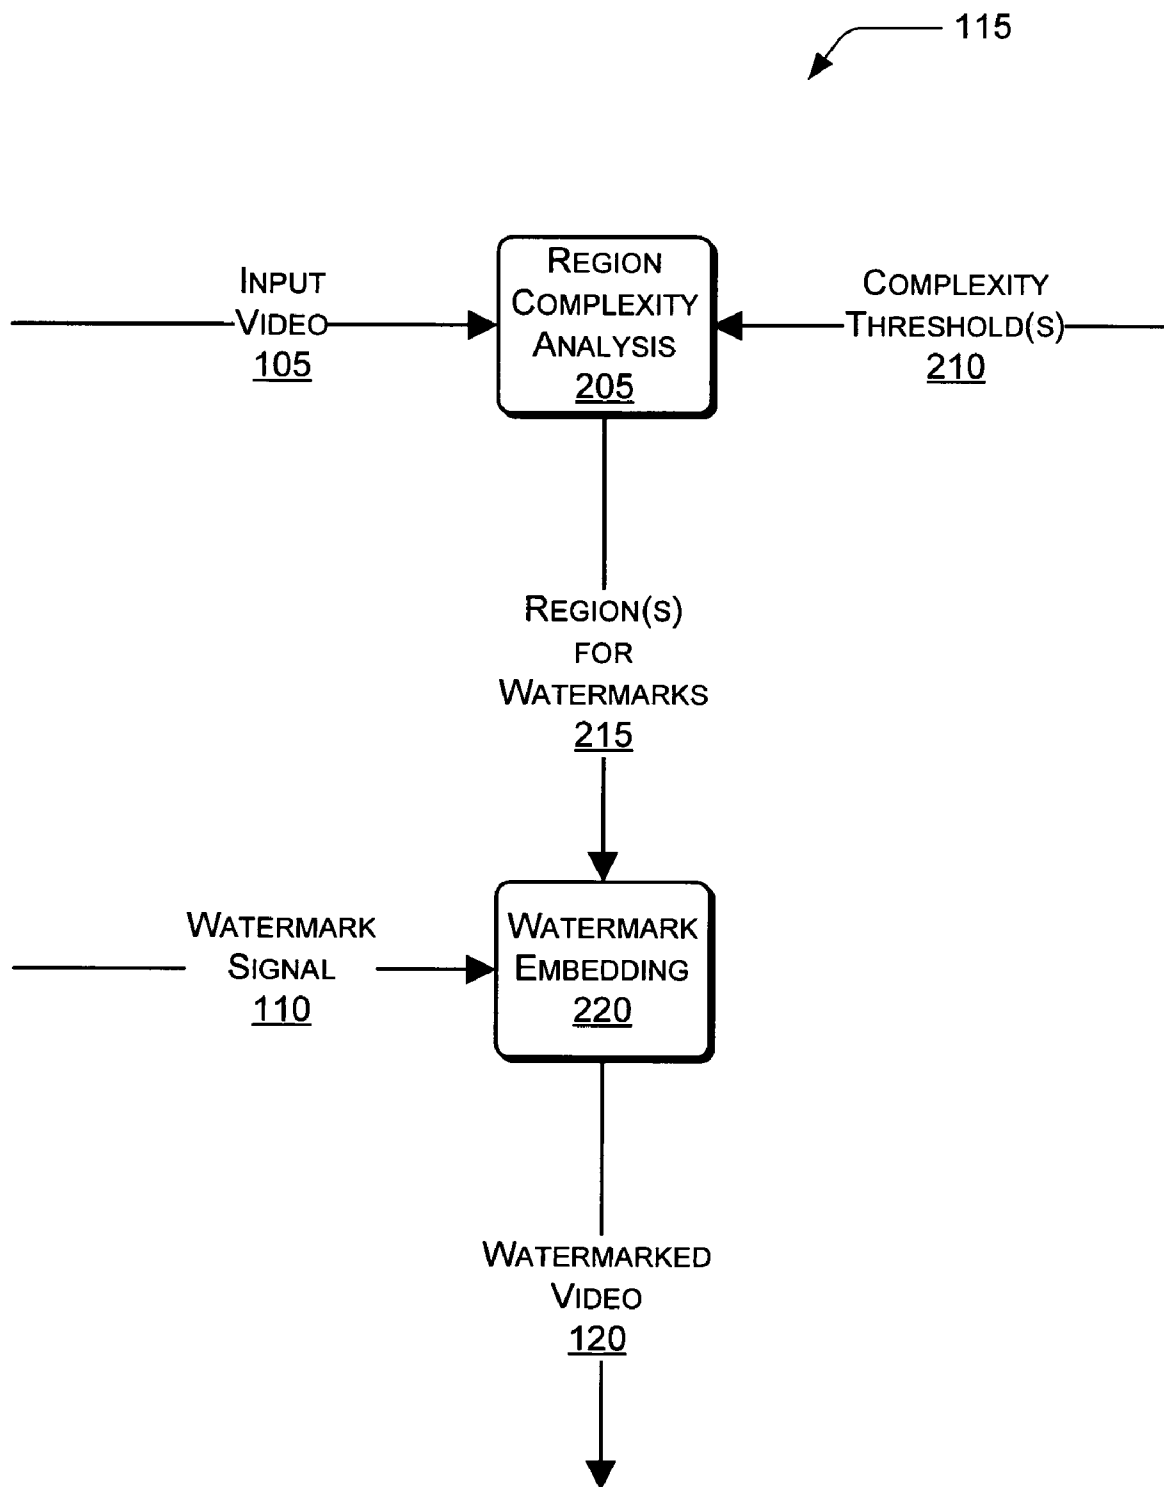 115
INPUT
VIDEO
105
REGION
COMPLEXITY
ANALYSIS
205
COMPLEXITY
THRESHOLD(S)
210
REGION(S)
FOR
WATERMARKS
215
WATERMARK
SIGNAL
110
WATERMARK
EMBEDDING
220
WATERMARKED
VIDEO
120